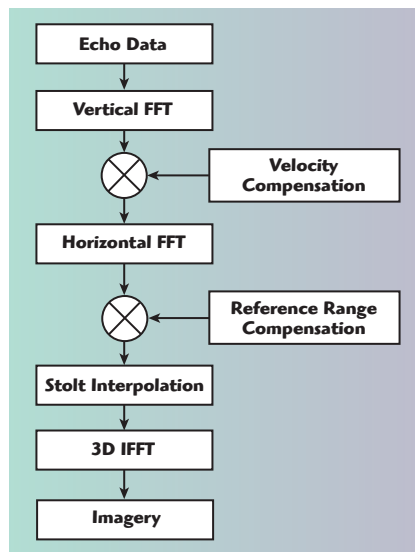 Echo Data
Vertical FFT
Velocity
Compensation
Horizontal FFT
Reference Range
Compensation
Stolt Interpolation
3D IFFT
Imagery